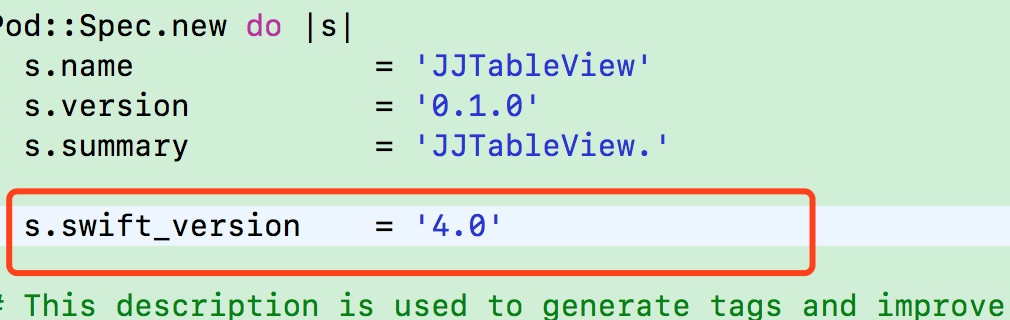 Pod::Spec.new do |s|
s.name = 'JJTableView'
s.version = '0.1.0'
s.summary = 'JJTableView.'
s.swift_version = '4.0'
# This description is used to generate tags and improve